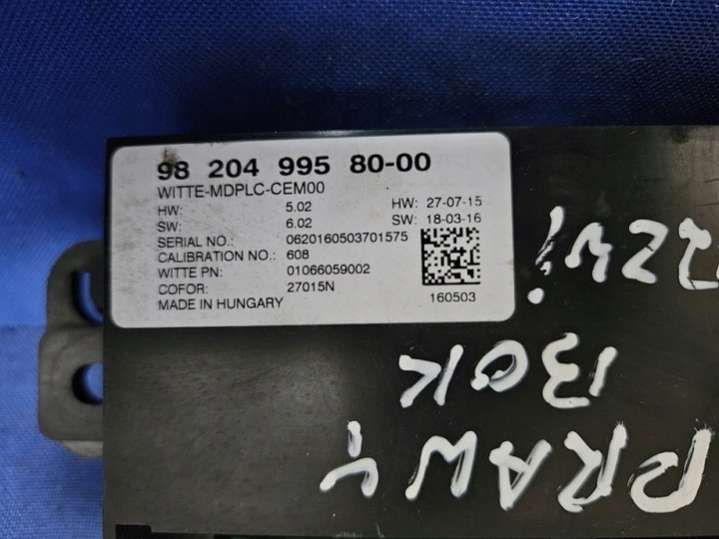 98 204 995 80-00
WITTE-MDPLC-CEM00
HW: 5.02 HW: 27-07-15
SW: 6.02 SW: 18-03-16
SERIAL NO.: 0620160503701575
CALIBRATION NO.: 608
WITTE PN: 01066059002
COFOR: 27015N
MADE IN HUNGARY 160503
PRAWY
BOK